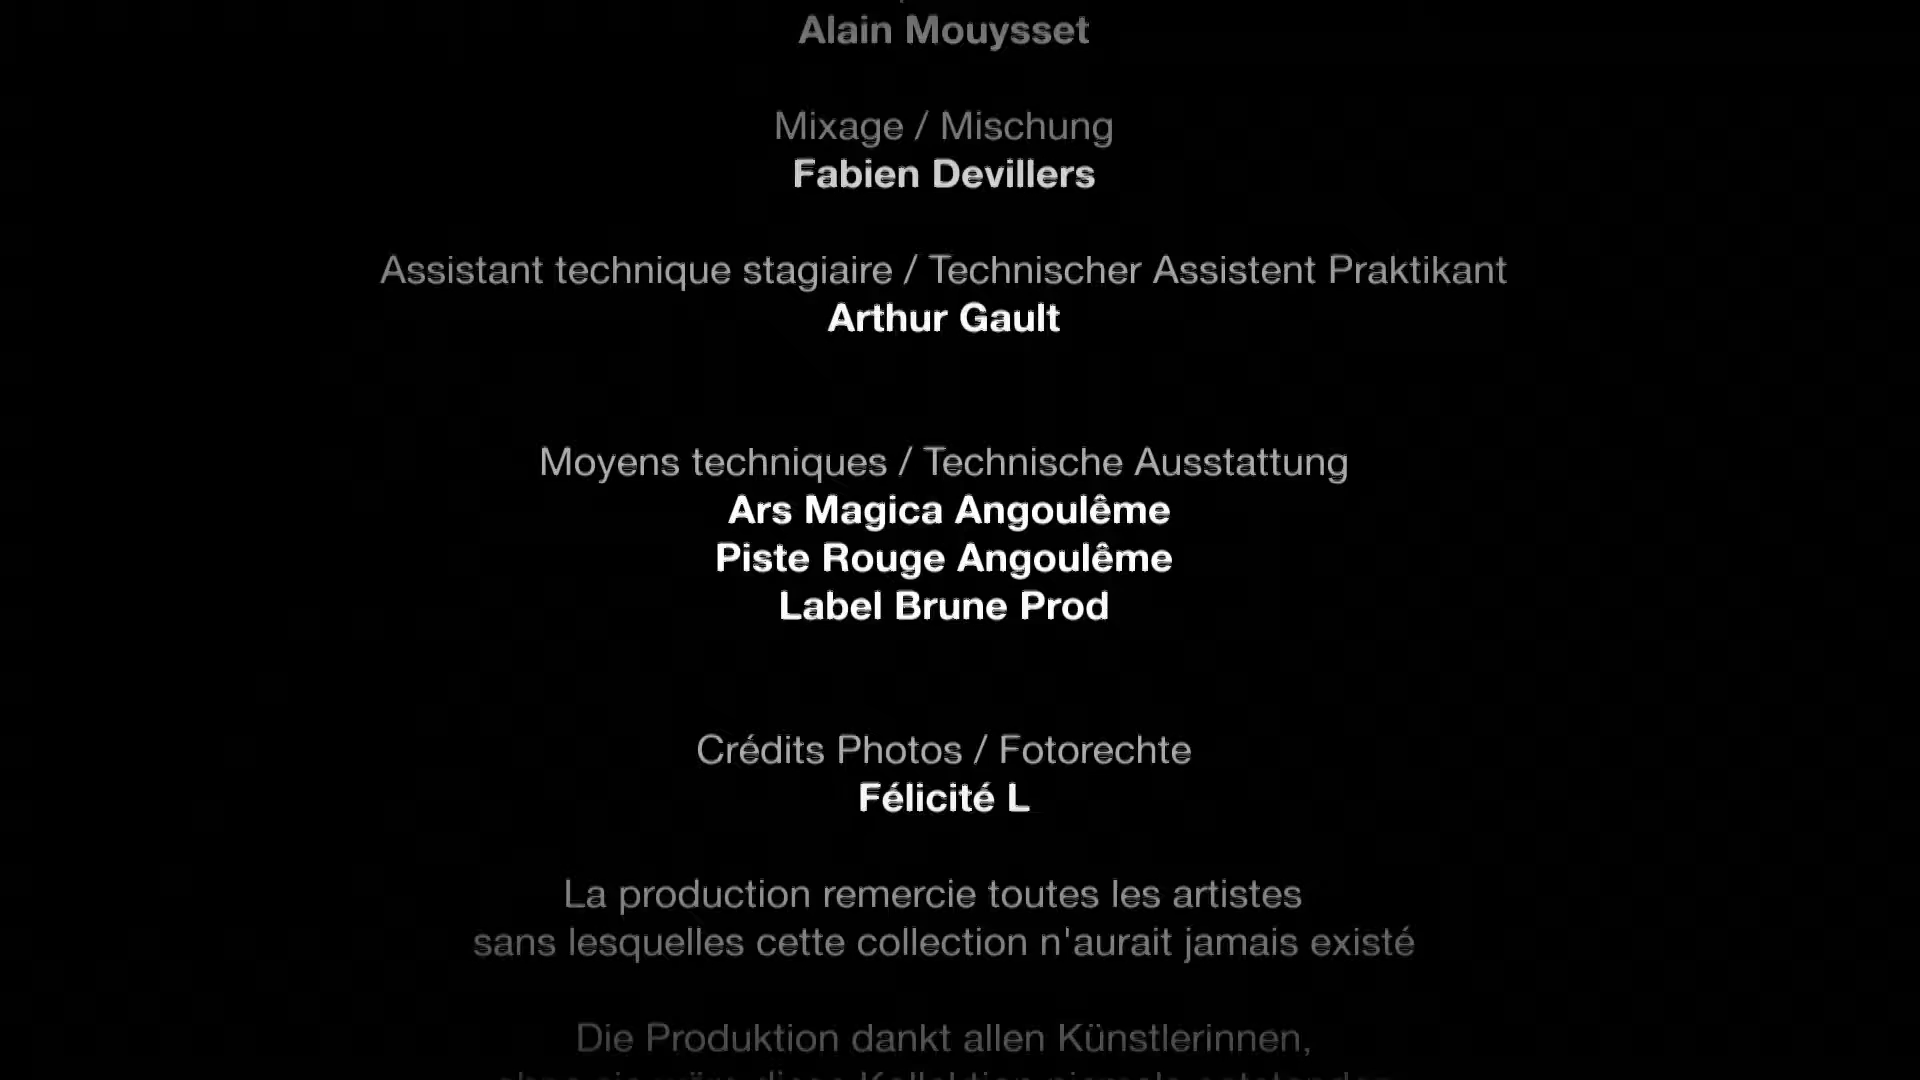 Alain Mouysset
Mixage / Mischung
Fabien Devillers
Assistant technique stagiaire / Technischer Assistent Praktikant
Arthur Gault
Moyens techniques / Technische Ausstattung
Ars Magica Angoulême
Piste Rouge Angoulême
Label Brune Prod
Crédits Photos / Fotorechte
Félicité L
La production remercie toutes les artistes
sans lesquelles cette collection n'aurait jamais existé
Die Produktion dankt allen Künstlerinnen,